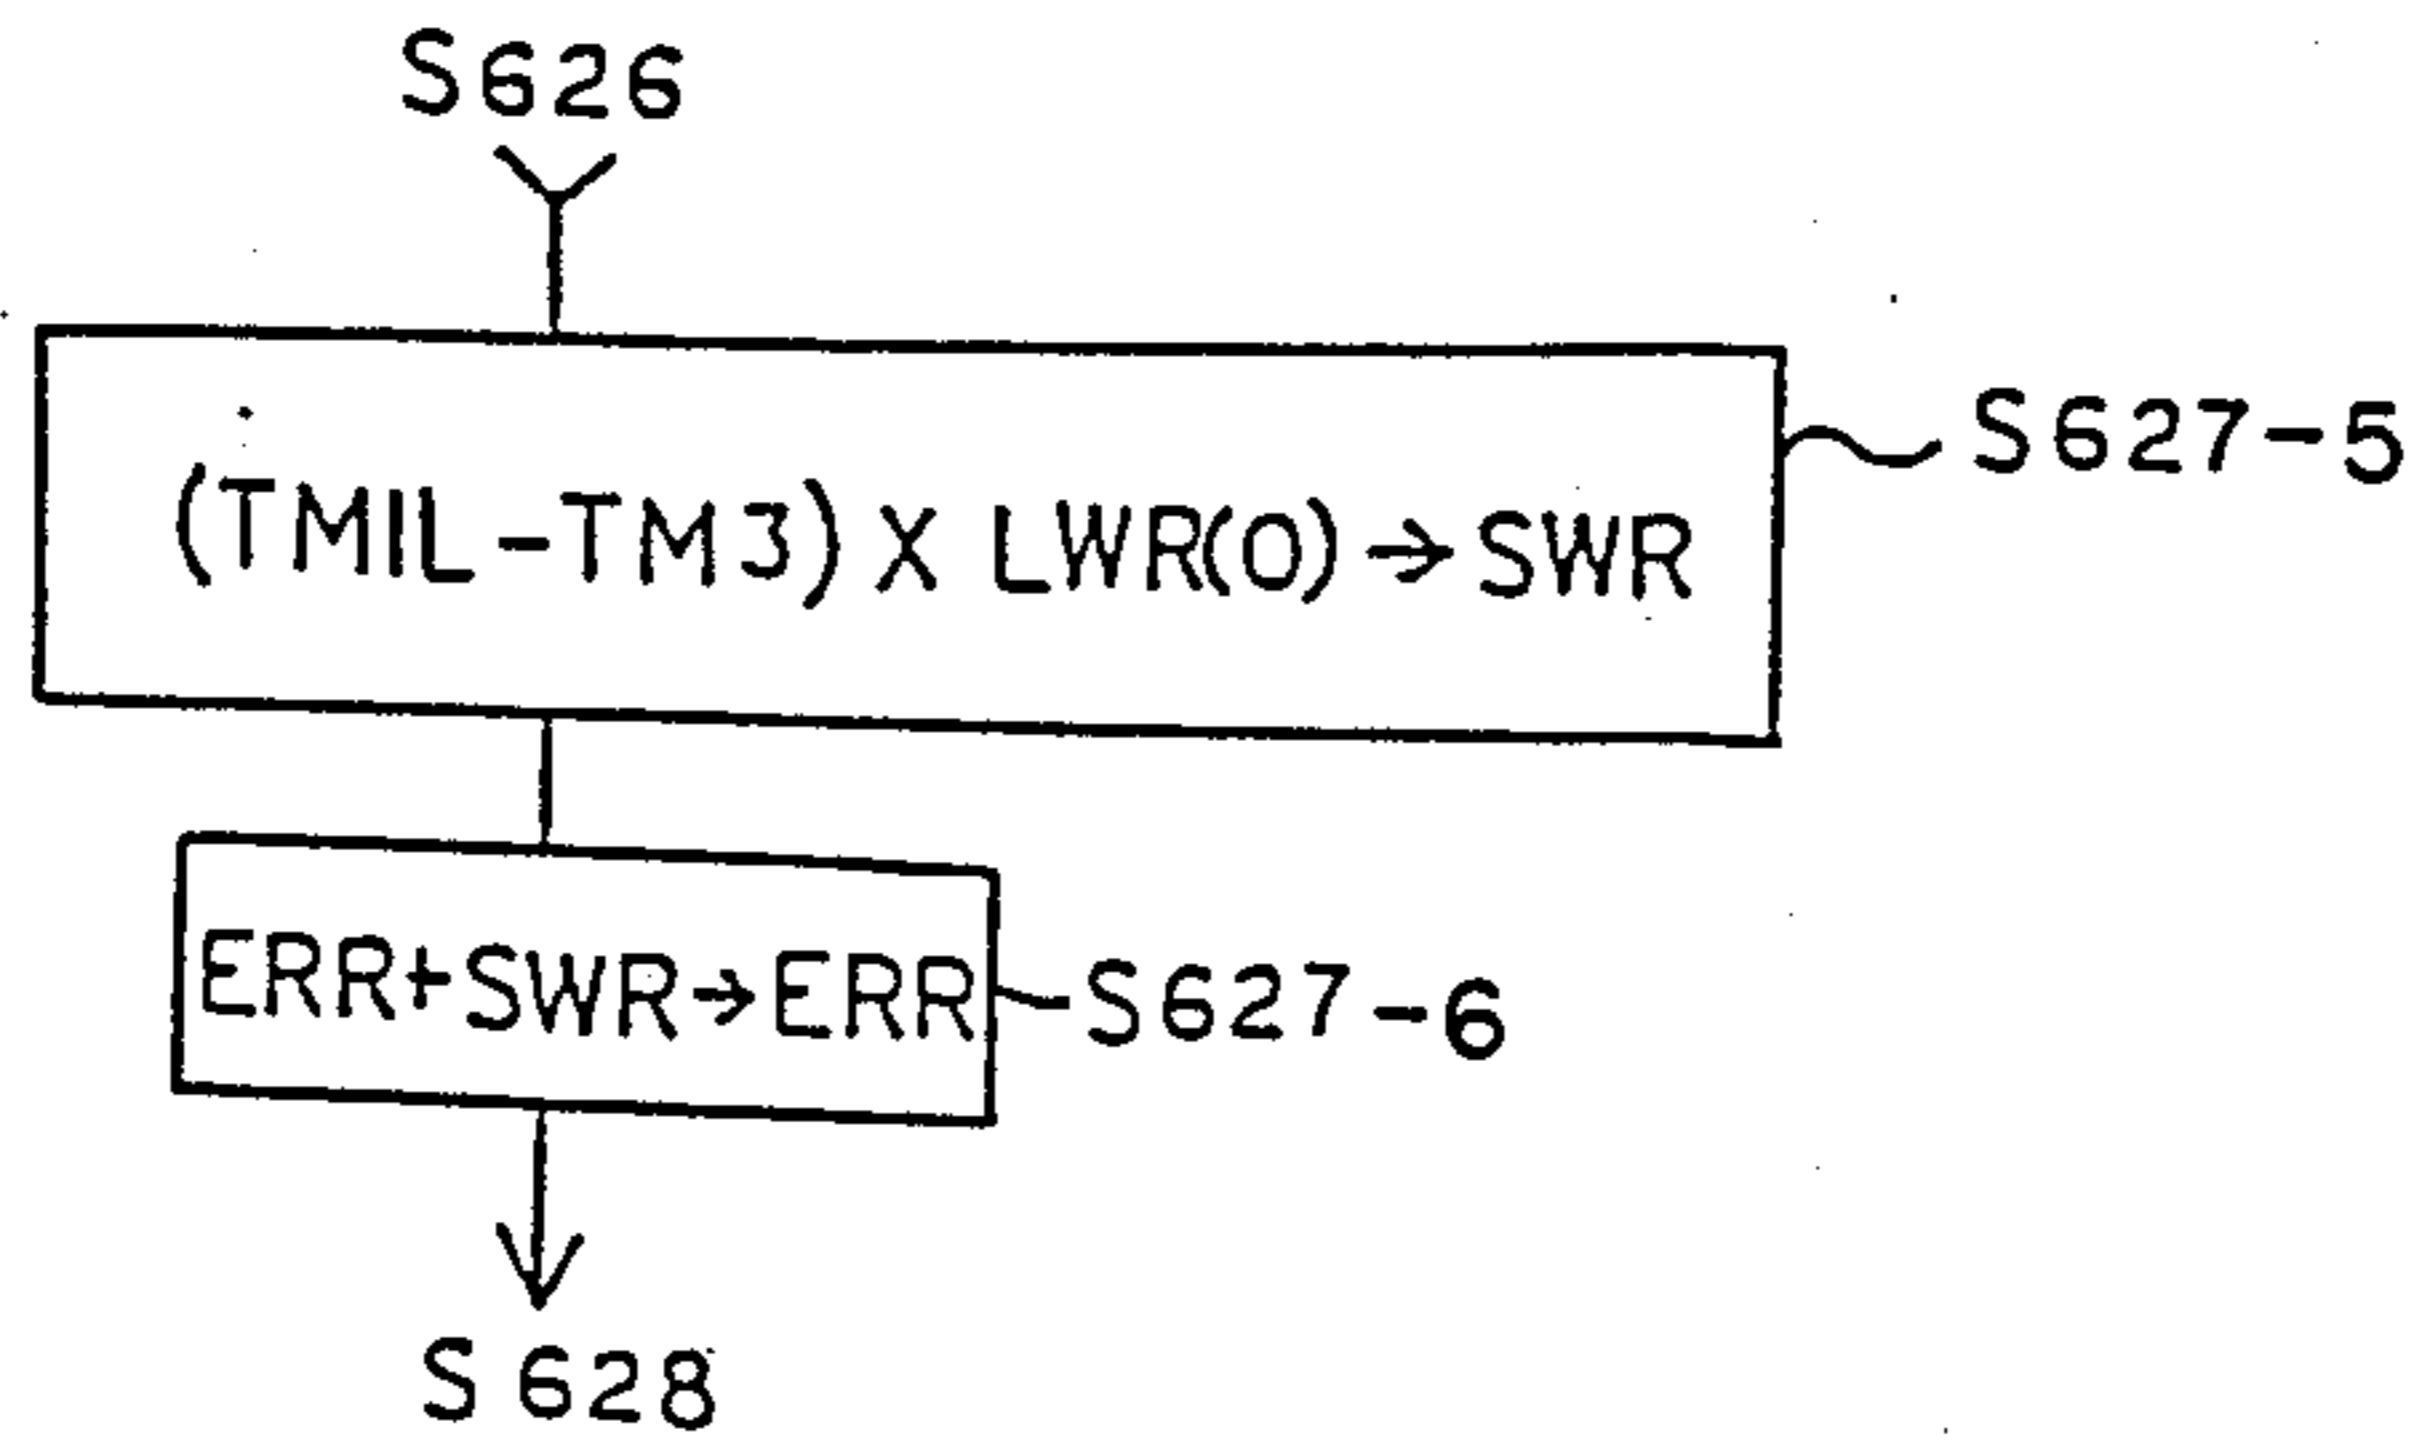 S626
(TMIL-TM3) X LWR(0)→SWR
S627-5
ERR+SWR→ERR
S627-6
S628